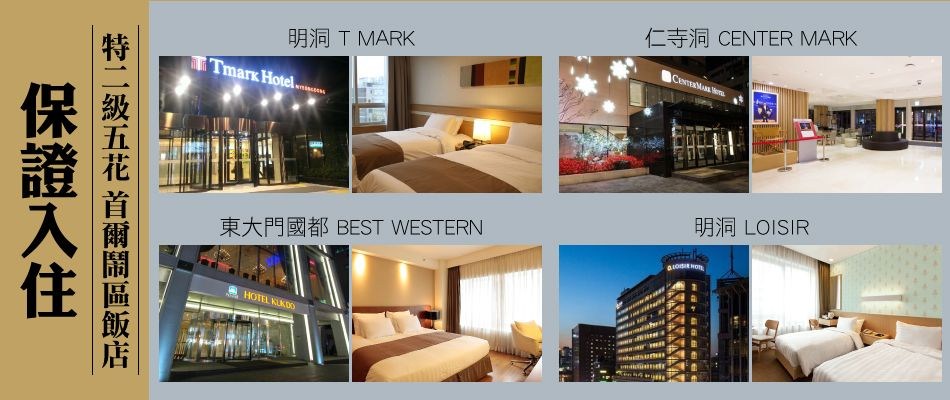 保證入住
特二級五花 首爾鬧區飯店
明洞 T MARK
Tmark Hotel
MYEONGDONG
仁寺洞 CENTER MARK
CENTERMARK HOTEL
東大門國都 BEST WESTERN
HOTEL KUKDO
明洞 LOISIR
LOISIR HOTEL